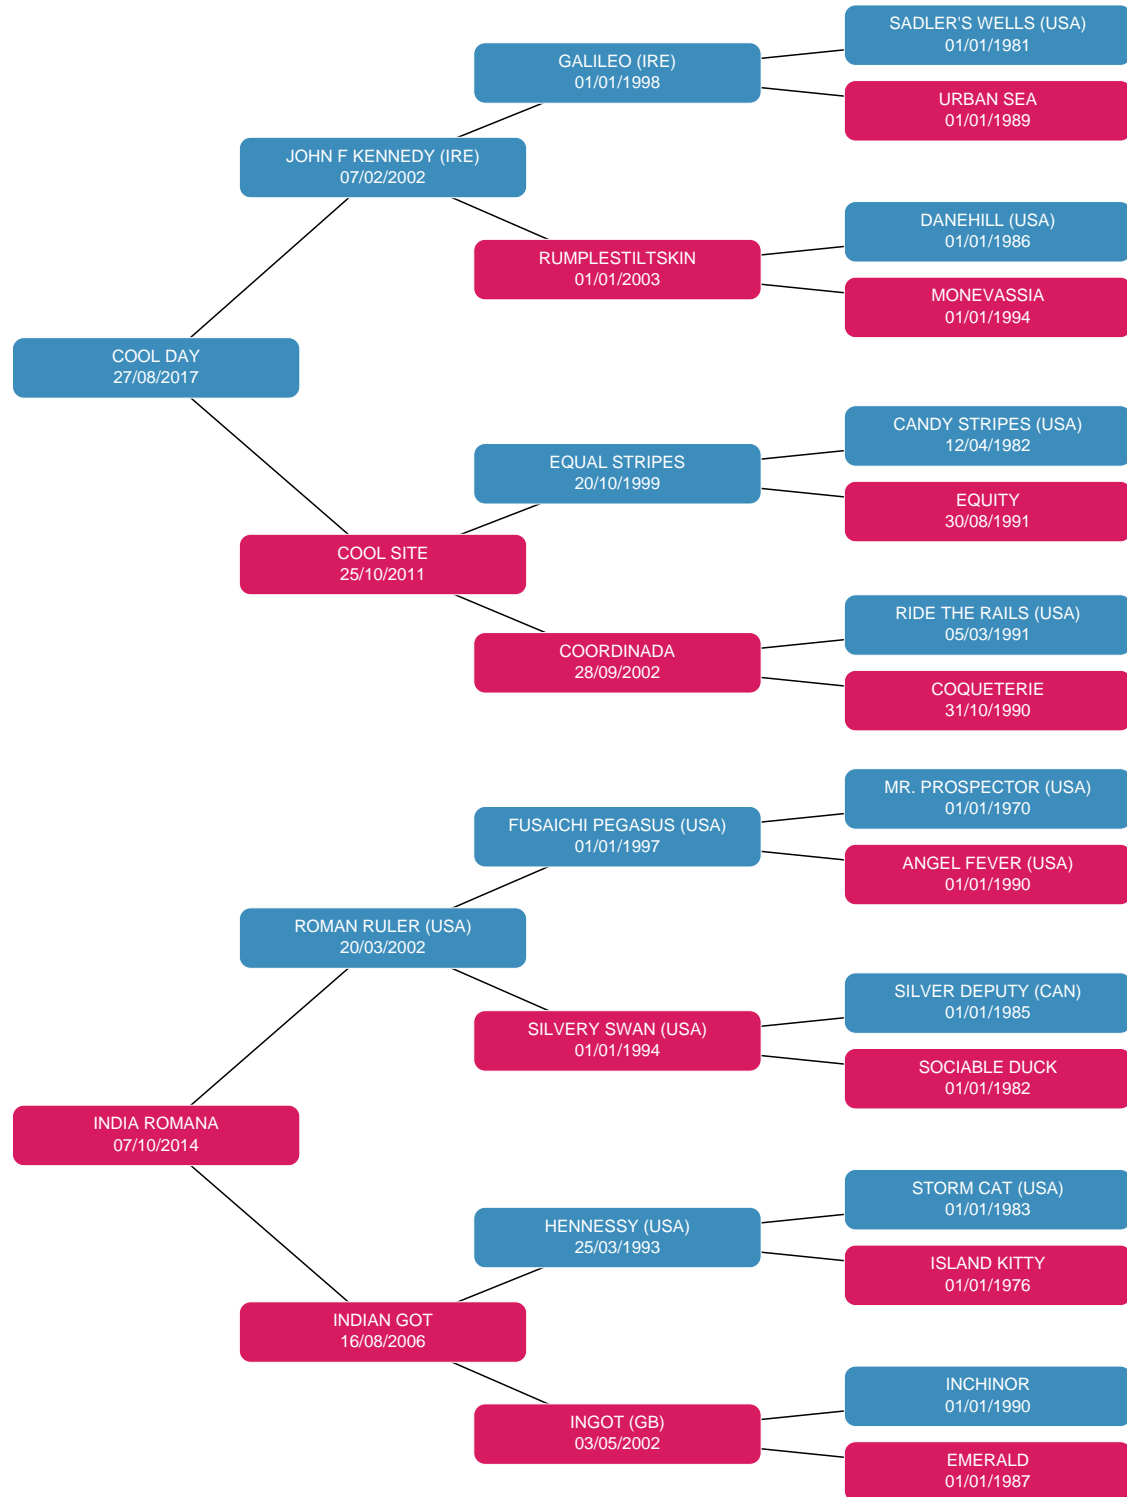 SADLER'S WELLS (USA)
01/01/1981
GALILEO (IRE)
01/01/1998
URBAN SEA
01/01/1989
JOHN F KENNEDY (IRE)
07/02/2002
DANEHILL (USA)
01/01/1986
RUMPLESTILTSKIN
01/01/2003
MONEVASSIA
01/01/1994
COOL DAY
27/08/2017
CANDY STRIPES (USA)
12/04/1982
EQUAL STRIPES
20/10/1999
EQUITY
30/08/1991
COOL SITE
25/10/2011
RIDE THE RAILS (USA)
05/03/1991
COORDINADA
28/09/2002
COQUETERIE
31/10/1990
MR. PROSPECTOR (USA)
01/01/1970
FUSAICHI PEGASUS (USA)
01/01/1997
ANGEL FEVER (USA)
01/01/1990
ROMAN RULER (USA)
20/03/2002
SILVER DEPUTY (CAN)
01/01/1985
SILVERY SWAN (USA)
01/01/1994
SOCIABLE DUCK
01/01/1982
INDIA ROMANA
07/10/2014
STORM CAT (USA)
01/01/1983
HENNESSY (USA)
25/03/1993
ISLAND KITTY
01/01/1976
INDIAN GOT
16/08/2006
INCHINOR
01/01/1990
INGOT (GB)
03/05/2002
EMERALD
01/01/1987